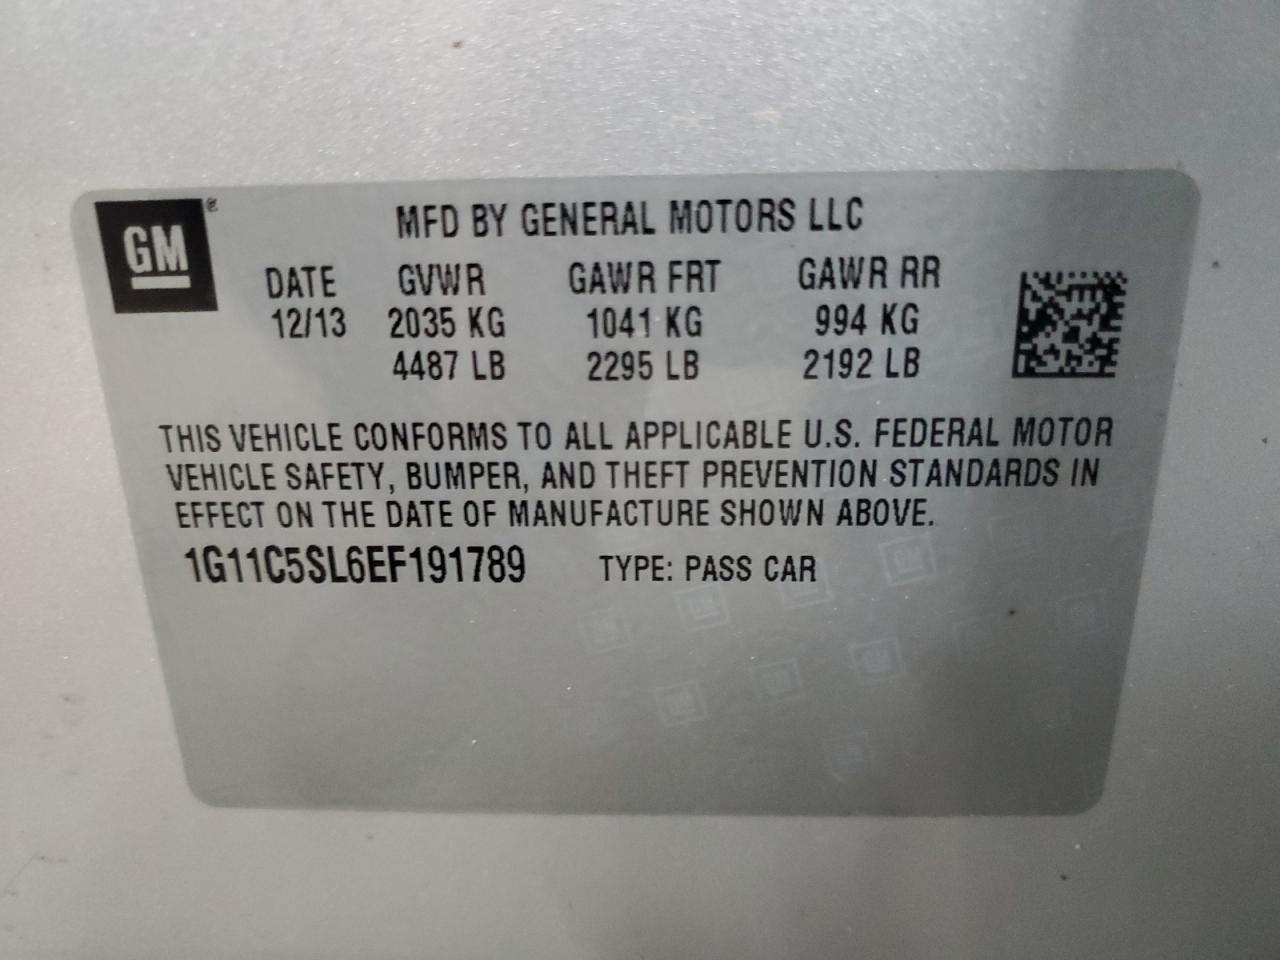 GM®
MFD BY GENERAL MOTORS LLC
DATE GVWR GAWR FRT GAWR RR
12/13 2035 KG 1041 KG 994 KG
4487 LB 2295 LB 2192 LB
THIS VEHICLE CONFORMS TO ALL APPLICABLE U.S. FEDERAL MOTOR
VEHICLE SAFETY, BUMPER, AND THEFT PREVENTION STANDARDS IN
EFFECT ON THE DATE OF MANUFACTURE SHOWN ABOVE.
1G11C5SL6EF191789 TYPE: PASS CAR